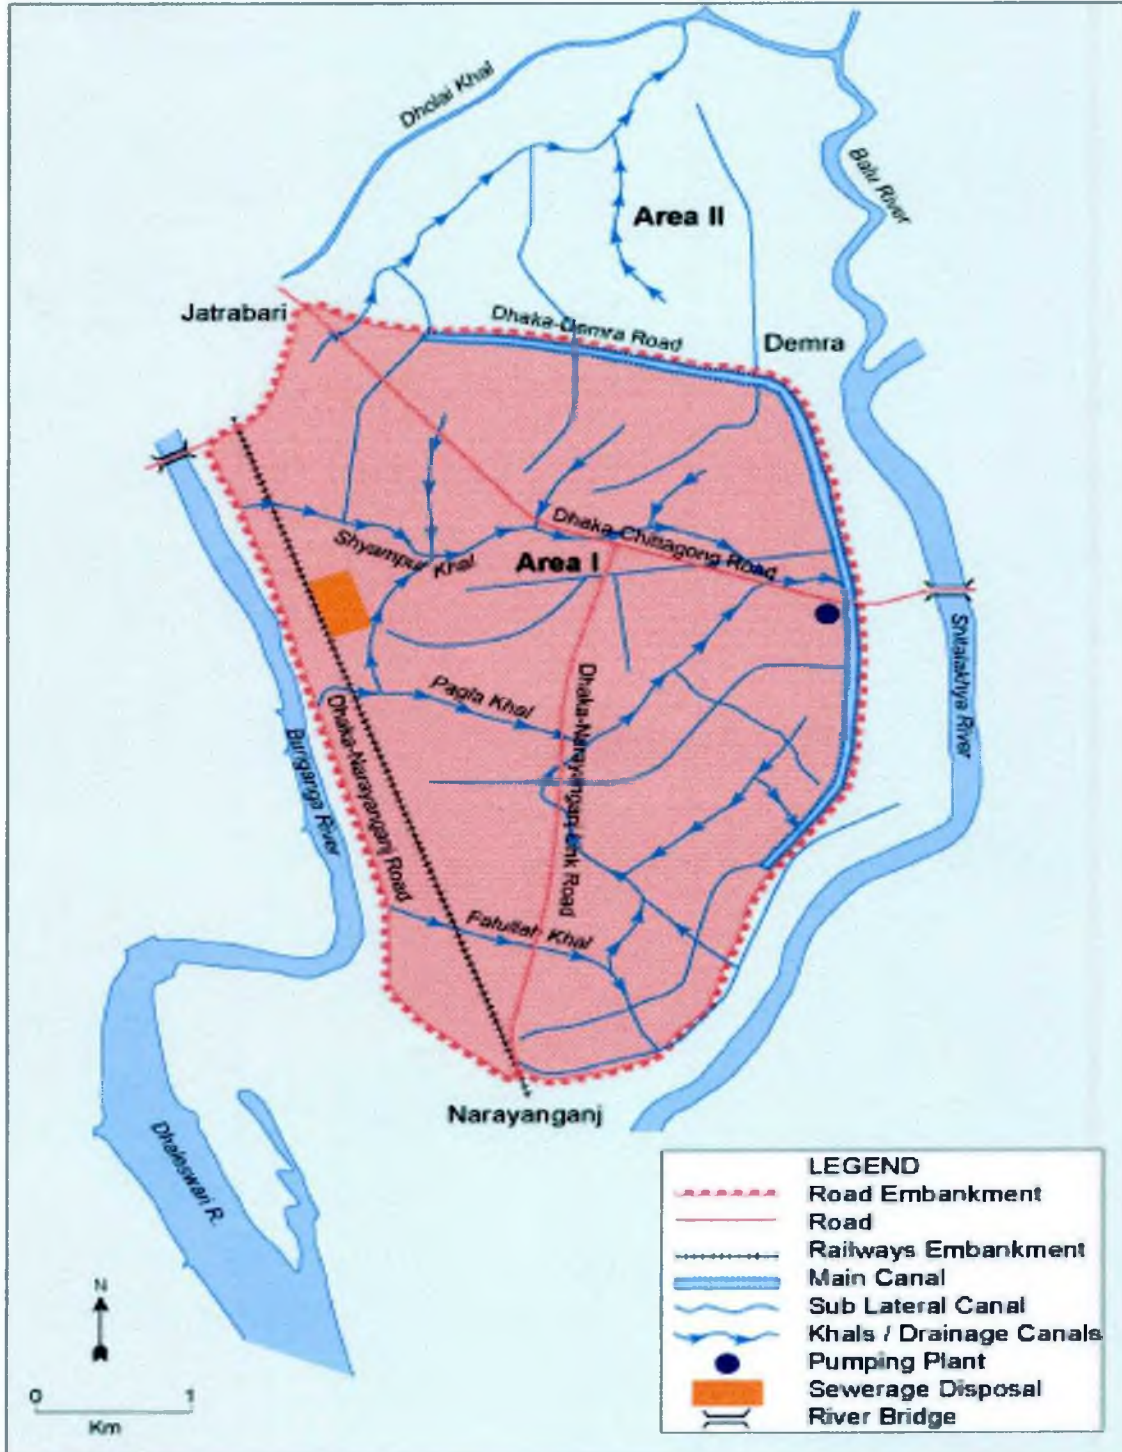 Dholai Khal
Balu River
Area II
Jatrabari
Dhaka-Demra Road
Demra
Dhaka-Chittagong Road
Shyampur Khal
Area I
Shitalakhya River
Pagla Khal
Dhaka-Narayanganj Link Road
Dhaka-Narayanganj Road
Buriganga River
Fatullah Khal
Narayanganj
Dhaleswari R.
N
0 1
Km
LEGEND
Road Embankment
Road
Railways Embankment
Main Canal
Sub Lateral Canal
Khals / Drainage Canals
Pumping Plant
Sewerage Disposal
River Bridge